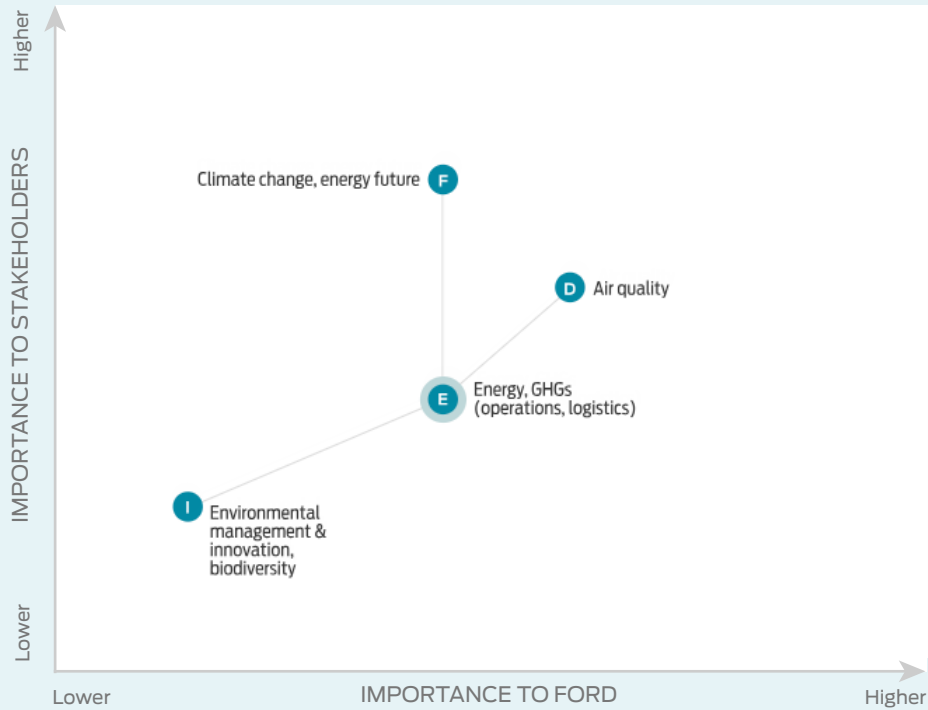 Higher
IMPORTANCE TO STAKEHOLDERS
Lower
Climate change, energy future
F
D
Air quality
E
Energy, GHGs
(operations, logistics)
I
Environmental
management &
innovation,
biodiversity
Lower
IMPORTANCE TO FORD
Higher